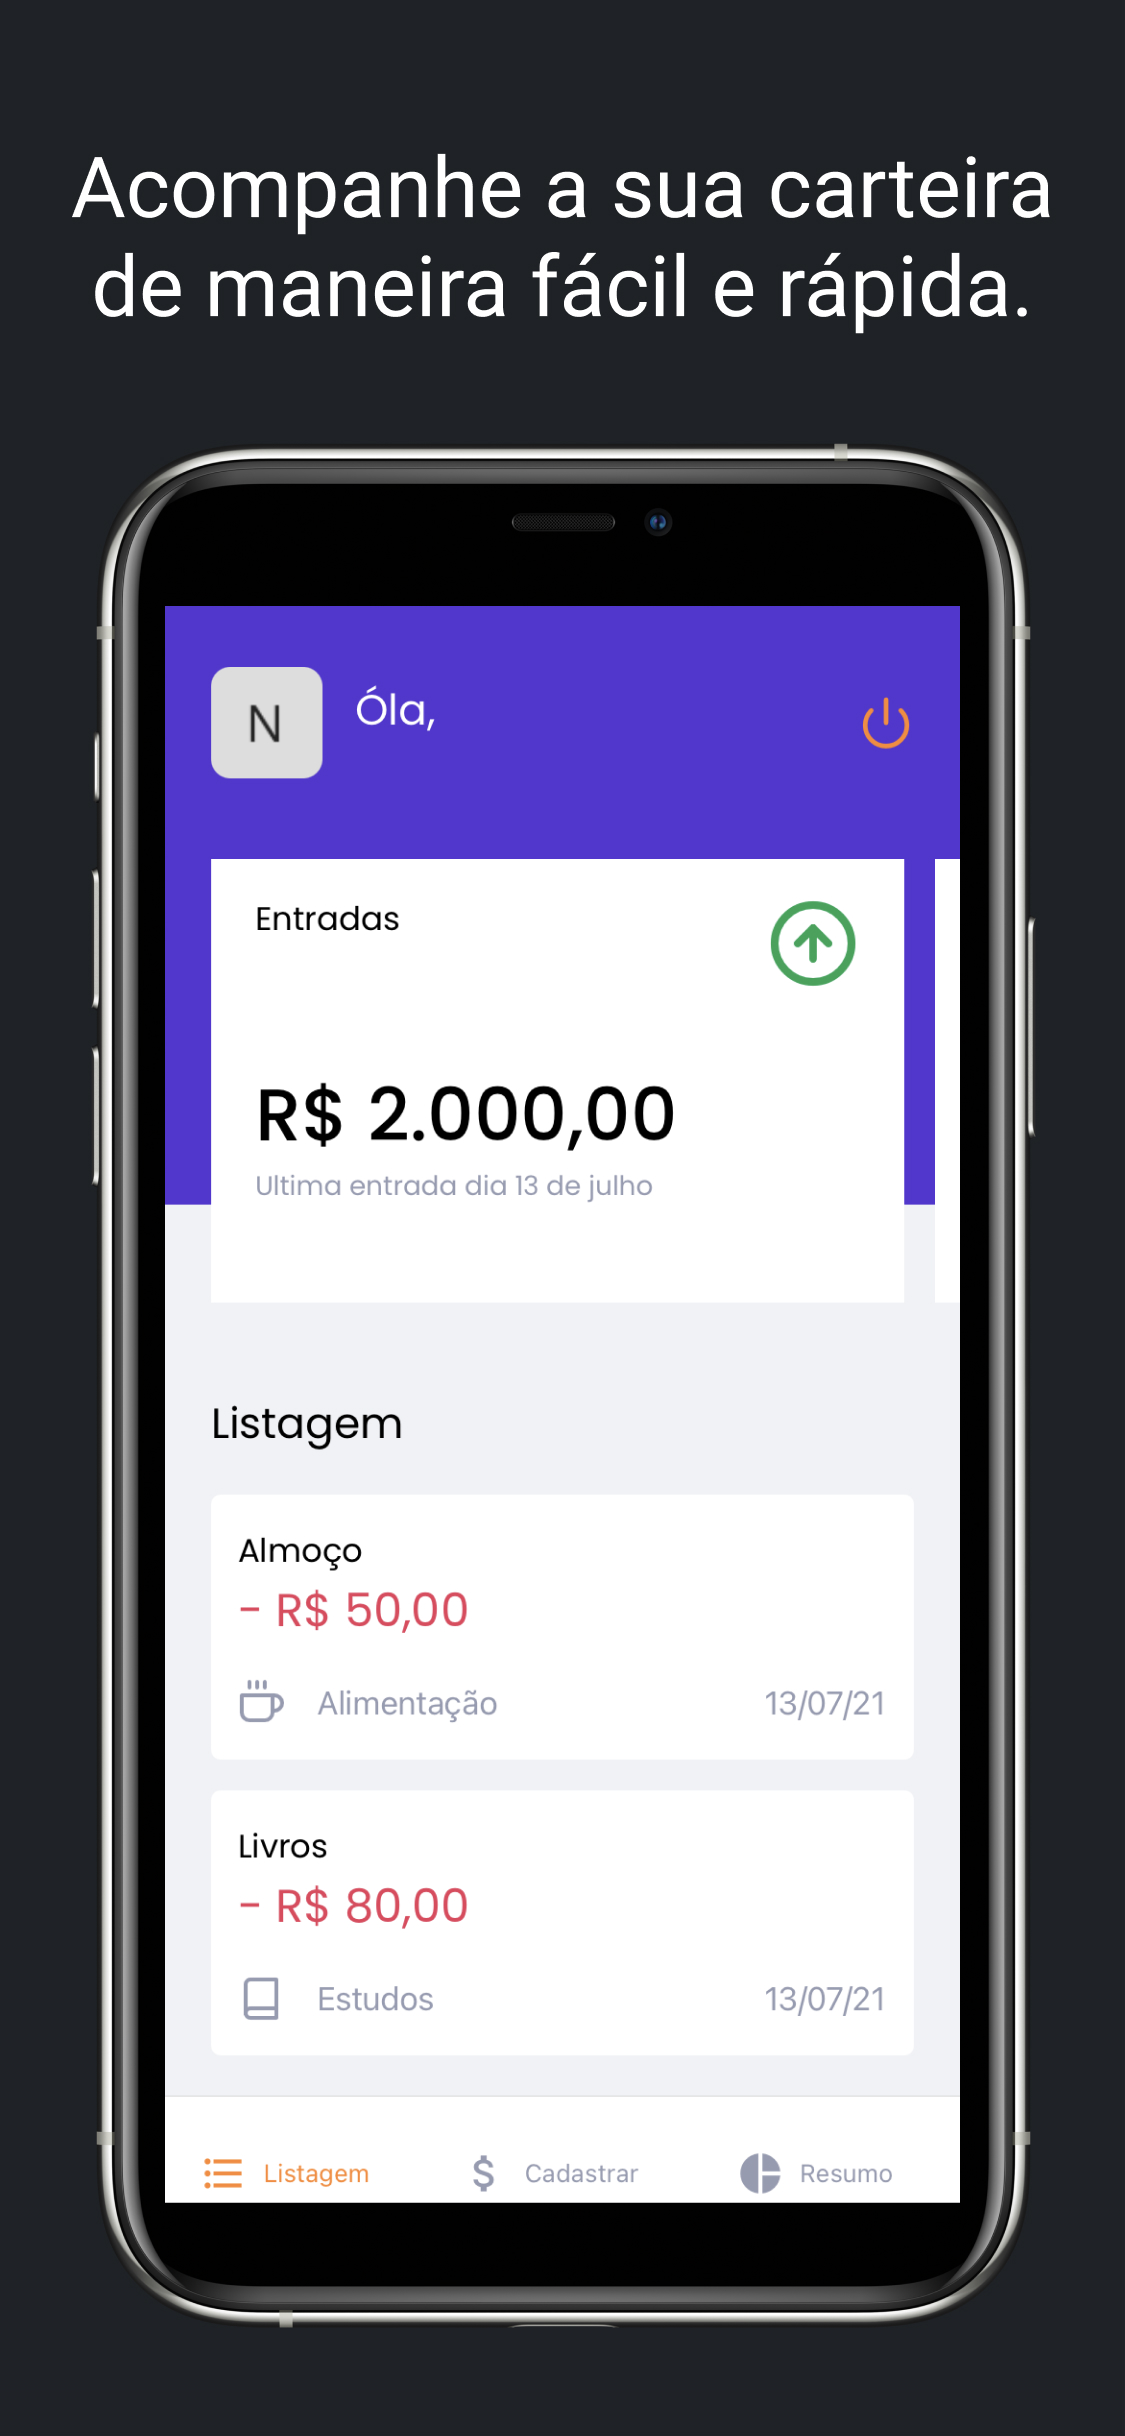 Acompanhe a sua carteira
de maneira fácil e rápida.
N
Óla,
Entradas
R$ 2.000,00
Ultima entrada dia 13 de julho
Listagem
Almoço
- R$ 50,00
Alimentação 13/07/21
Livros
- R$ 80,00
Estudos 13/07/21
Listagem $ Cadastrar Resumo